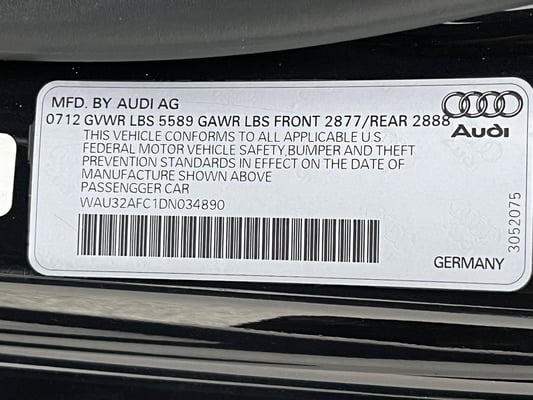 MFD. BY AUDI AG
0712 GVWR LBS 5589 GAWR LBS FRONT 2877/REAR 2888
THIS VEHICLE CONFORMS TO ALL APPLICABLE U.S
FEDERAL MOTOR VEHICLE SAFETY,BUMPER AND THEFT
PREVENTION STANDARDS IN EFFECT ON THE DATE OF
MANUFACTURE SHOWN ABOVE
PASSENGGER CAR
WAU32AFC1DN034890
Audi
3052075
GERMANY